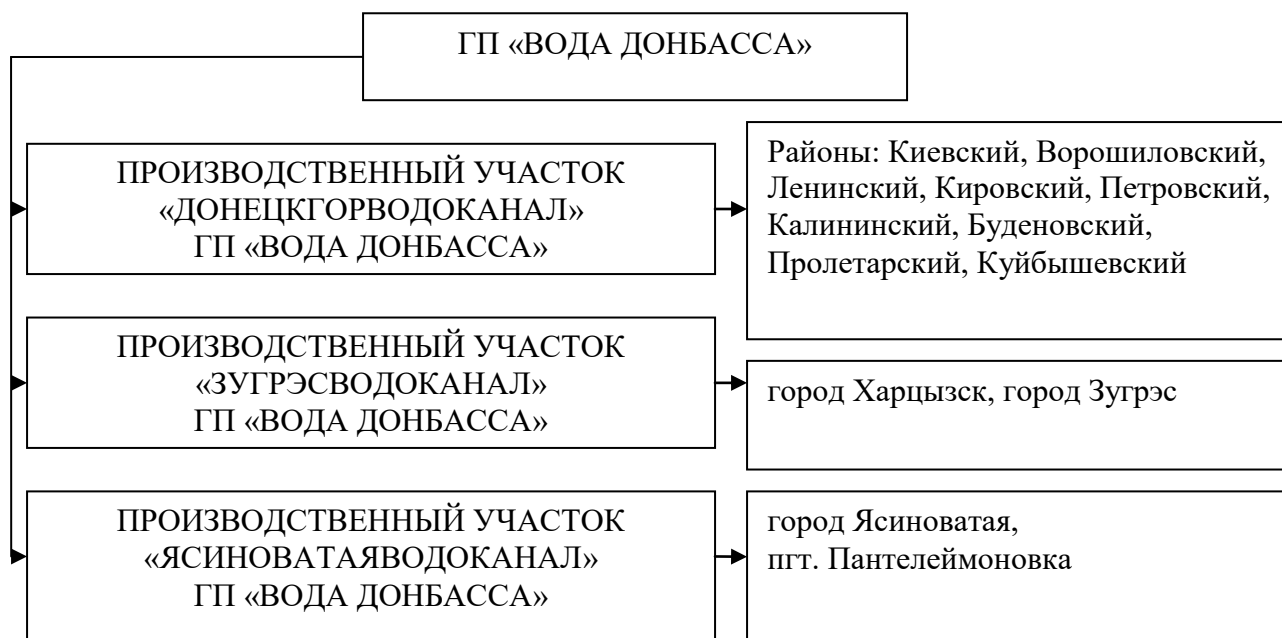 ГП «ВОДА ДОНБАССА»
ПРОИЗВОДСТВЕННЫЙ УЧАСТОК
«ДОНЕЦКГОРВОДОКАНАЛ»
ГП «ВОДА ДОНБАССА»
Районы: Киевский, Ворошиловский,
Ленинский, Кировский, Петровский,
Калининский, Буденовский,
Пролетарский, Куйбышевский
ПРОИЗВОДСТВЕННЫЙ УЧАСТОК
«ЗУГРЭСВОДОКАНАЛ»
ГП «ВОДА ДОНБАССА»
город Харцызск, город Зугрэс
ПРОИЗВОДСТВЕННЫЙ УЧАСТОК
«ЯСИНОВАТАЯВОДОКАНАЛ»
ГП «ВОДА ДОНБАССА»
город Ясиноватая,
пгт. Пантелеймоновка